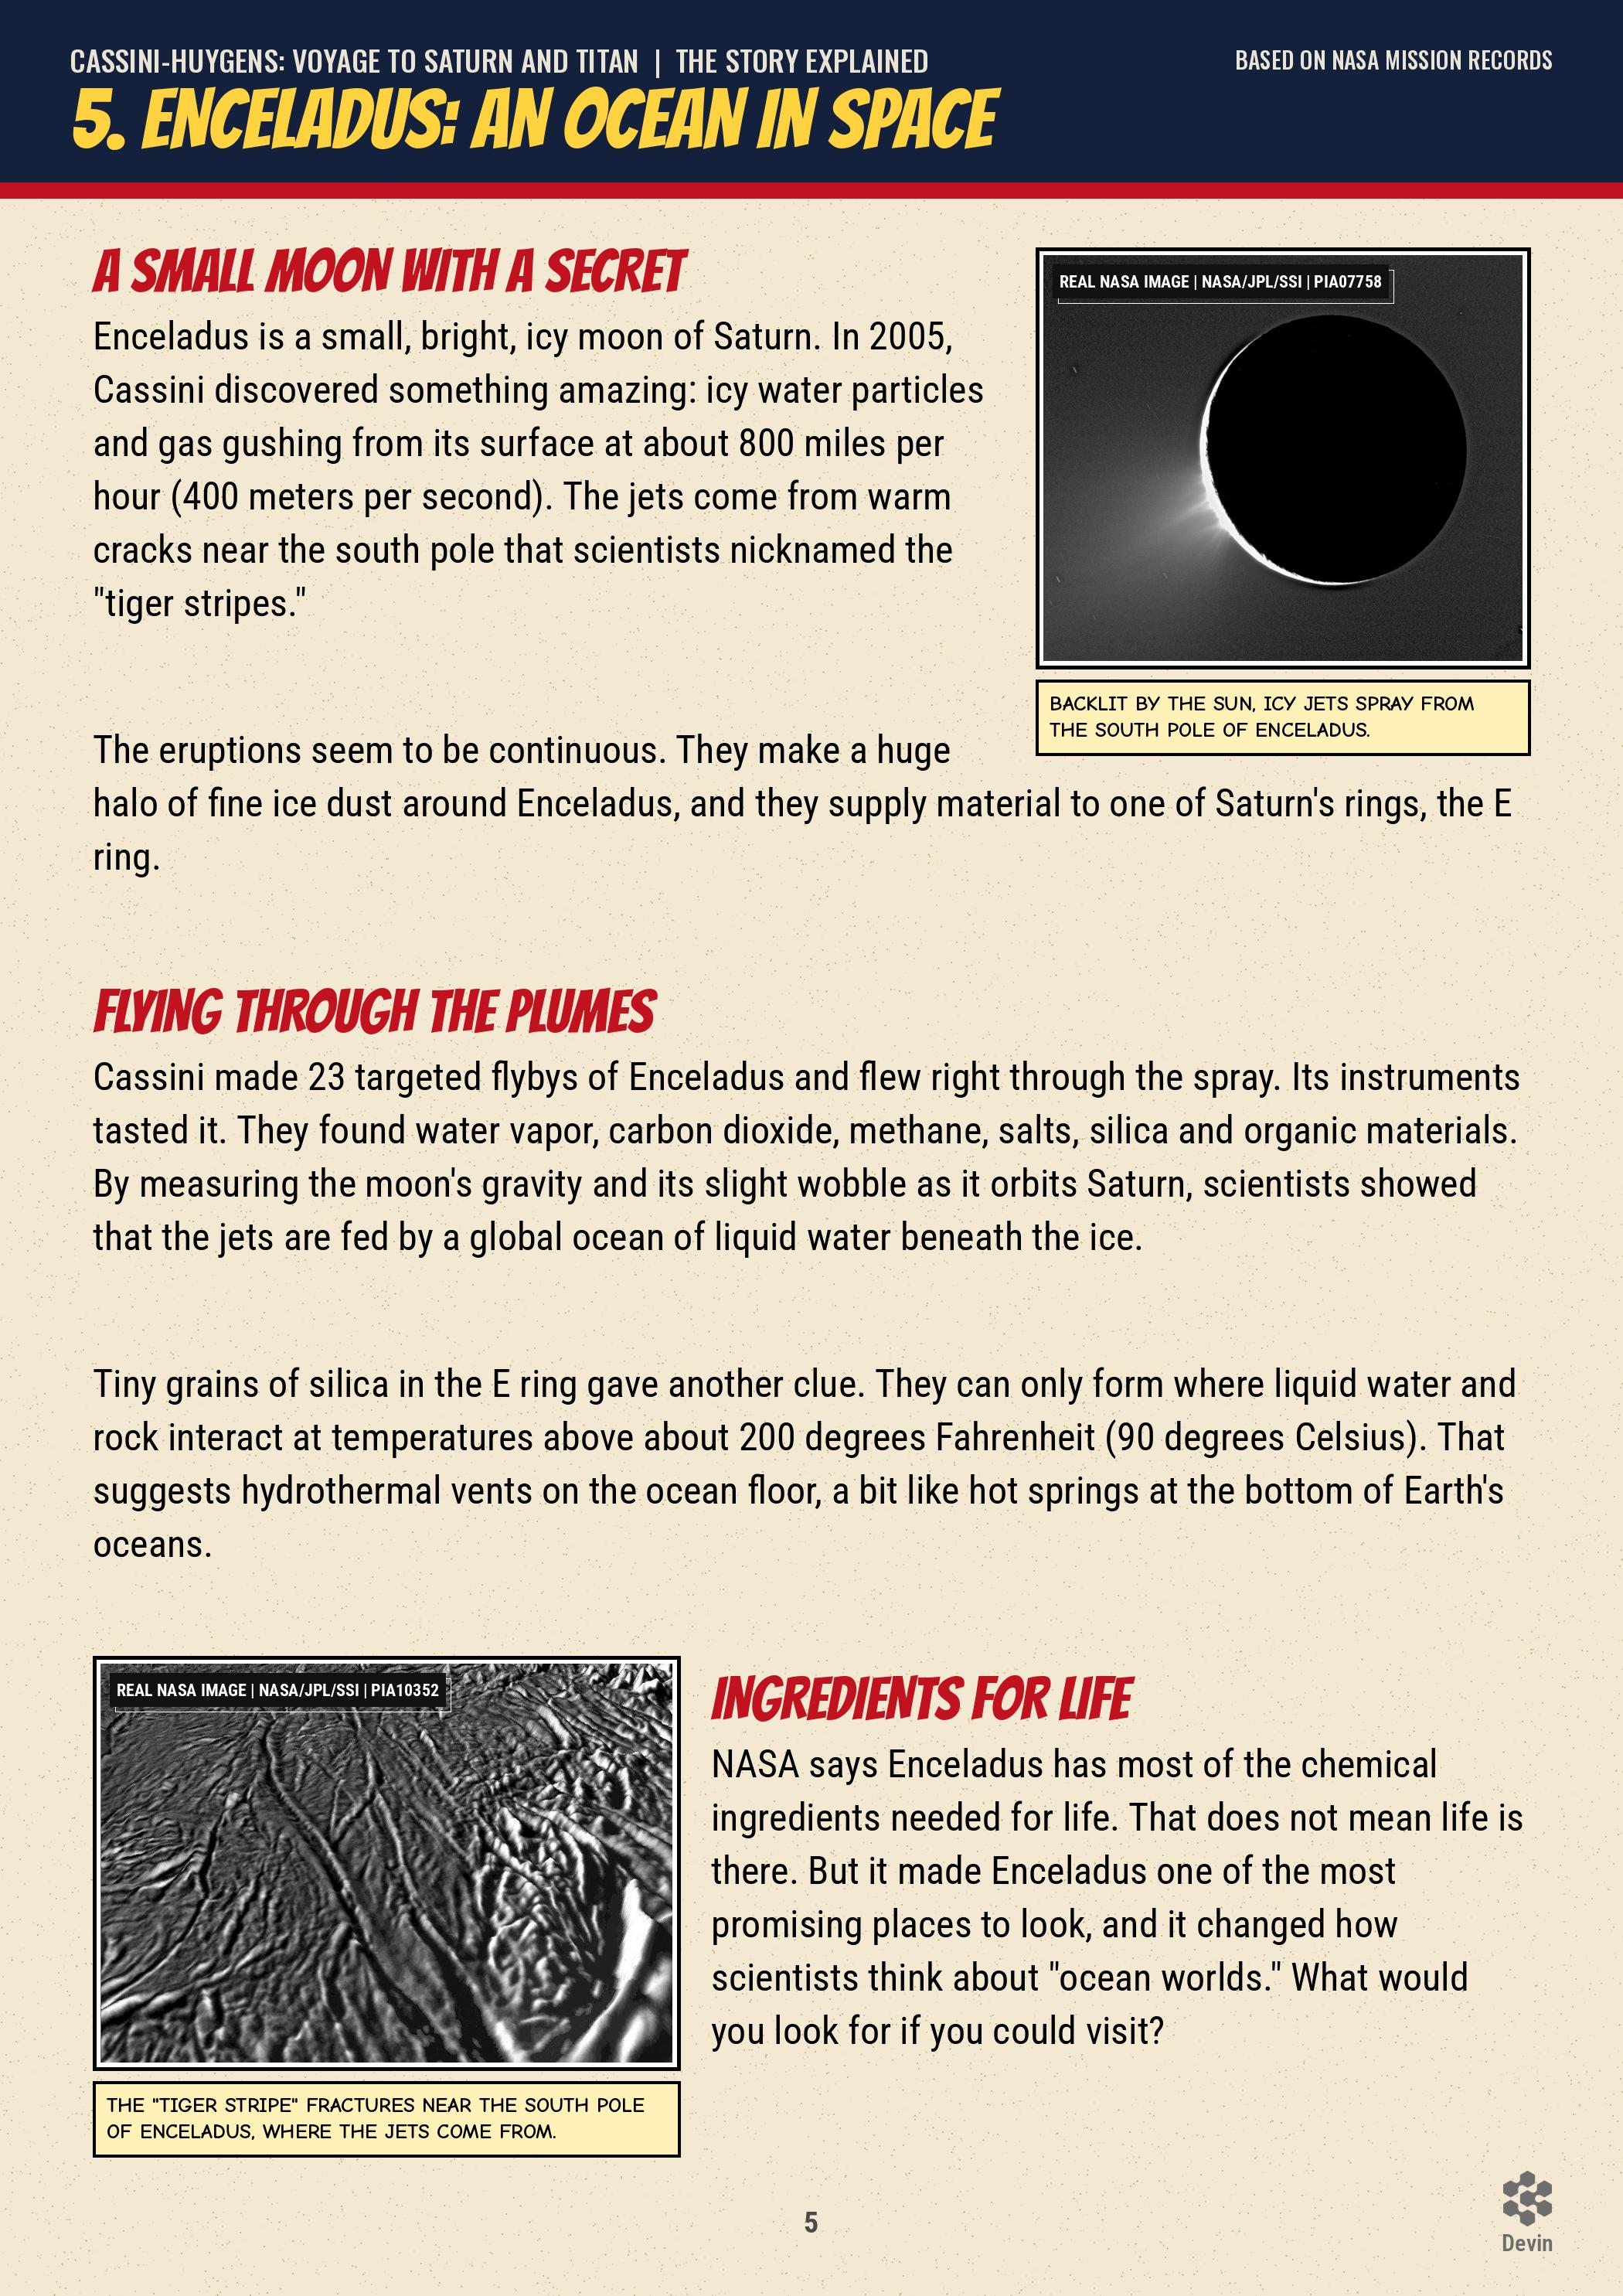 CASSINI-HUYGENS: VOYAGE TO SATURN AND TITAN | THE STORY EXPLAINED
BASED ON NASA MISSION RECORDS
5. ENCELADUS: AN OCEAN IN SPACE
A SMALL MOON WITH A SECRET
Enceladus is a small, bright, icy moon of Saturn. In 2005,
Cassini discovered something amazing: icy water particles
and gas gushing from its surface at about 800 miles per
hour (400 meters per second). The jets come from warm
cracks near the south pole that scientists nicknamed the
"tiger stripes."
REAL NASA IMAGE | NASA/JPL/SSI | PIA07758
BACKLIT BY THE SUN, ICY JETS SPRAY FROM
THE SOUTH POLE OF ENCELADUS.
The eruptions seem to be continuous. They make a huge
halo of fine ice dust around Enceladus, and they supply material to one of Saturn's rings, the E
ring.
FLYING THROUGH THE PLUMES
Cassini made 23 targeted flybys of Enceladus and flew right through the spray. Its instruments
tasted it. They found water vapor, carbon dioxide, methane, salts, silica and organic materials.
By measuring the moon's gravity and its slight wobble as it orbits Saturn, scientists showed
that the jets are fed by a global ocean of liquid water beneath the ice.
Tiny grains of silica in the E ring gave another clue. They can only form where liquid water and
rock interact at temperatures above about 200 degrees Fahrenheit (90 degrees Celsius). That
suggests hydrothermal vents on the ocean floor, a bit like hot springs at the bottom of Earth's
oceans.
REAL NASA IMAGE | NASA/JPL/SSI | PIA10352
THE "TIGER STRIPE" FRACTURES NEAR THE SOUTH POLE
OF ENCELADUS, WHERE THE JETS COME FROM.
INGREDIENTS FOR LIFE
NASA says Enceladus has most of the chemical
ingredients needed for life. That does not mean life is
there. But it made Enceladus one of the most
promising places to look, and it changed how
scientists think about "ocean worlds." What would
you look for if you could visit?
5
Devin